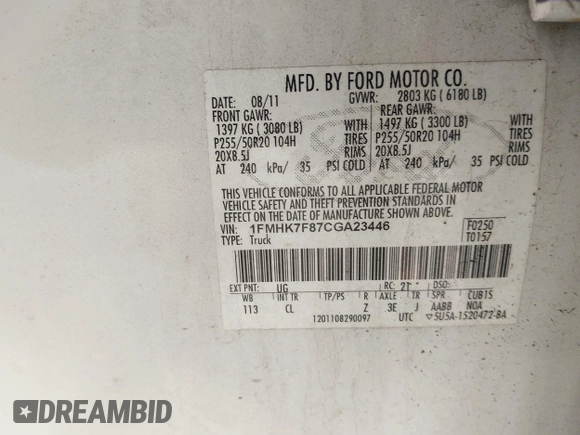 MFD. BY FORD MOTOR CO.
DATE: 08/11 GVWR: 2803 KG ( 6180 LB)
FRONT GAWR: REAR GAWR:
1397 KG ( 3080 LB) 1497 KG ( 3300 LB)
P255/50R20 104H TIRES P255/50R20 104H TIRES
20X8.5J RIMS 20X8.5J RIMS
AT 240 kPa/ 35 PSI COLD AT 240 kPa/ 35 PSI COLD
THIS VEHICLE CONFORMS TO ALL APPLICABLE FEDERAL MOTOR
VEHICLE SAFETY AND THEFT PREVENTION STANDARDS IN
EFFECT ON THE DATE OF MANUFACTURE SHOWN ABOVE.
VIN: 1FMHK7F87CGA23446 F0250
TYPE: Truck T0157
EXT PNT: UG RC: 21 DSO:
WB INT TR TP/PS R AXLE TR SPR CUB1S
113 CL Z 3E J AABB NOA
1201108290097 UTC ▽5U5A-1520472-BA
DREAMBID